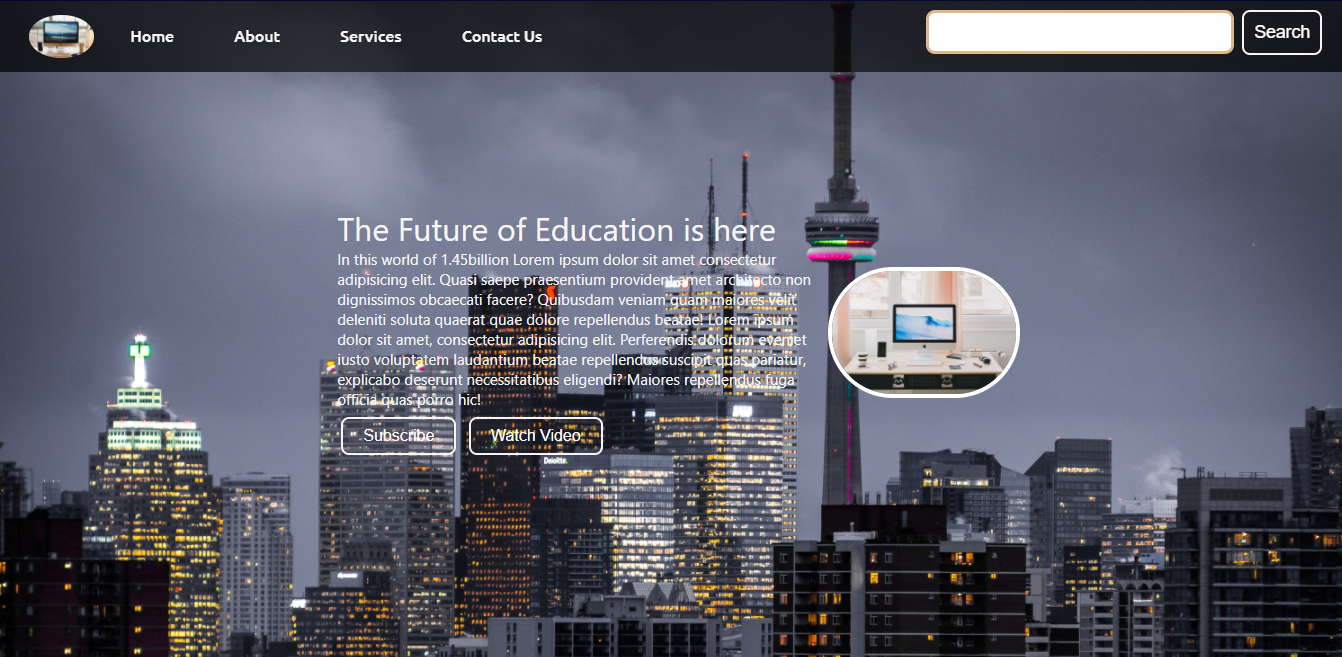 Home About Services Contact Us Search
The Future of Education is here
In this world of 1.45billion Lorem ipsum dolor sit amet consectetur
adipisicing elit. Quasi saepe praesentium provident amet architecto non
dignissimos obcaecati facere? Quibusdam veniam quam maiores velit
deleniti soluta quaerat quae dolore repellendus beatae! Lorem ipsum
dolor sit amet, consectetur adipisicing elit. Perferendis dolorum eveniet
iusto voluptatem laudantium beatae repellendus suscipit quas pariatur,
explicabo deserunt necessitatibus eligendi? Maiores repellendus fuga
officia quas porro hic!
Subscribe Watch Video
Deloitte.